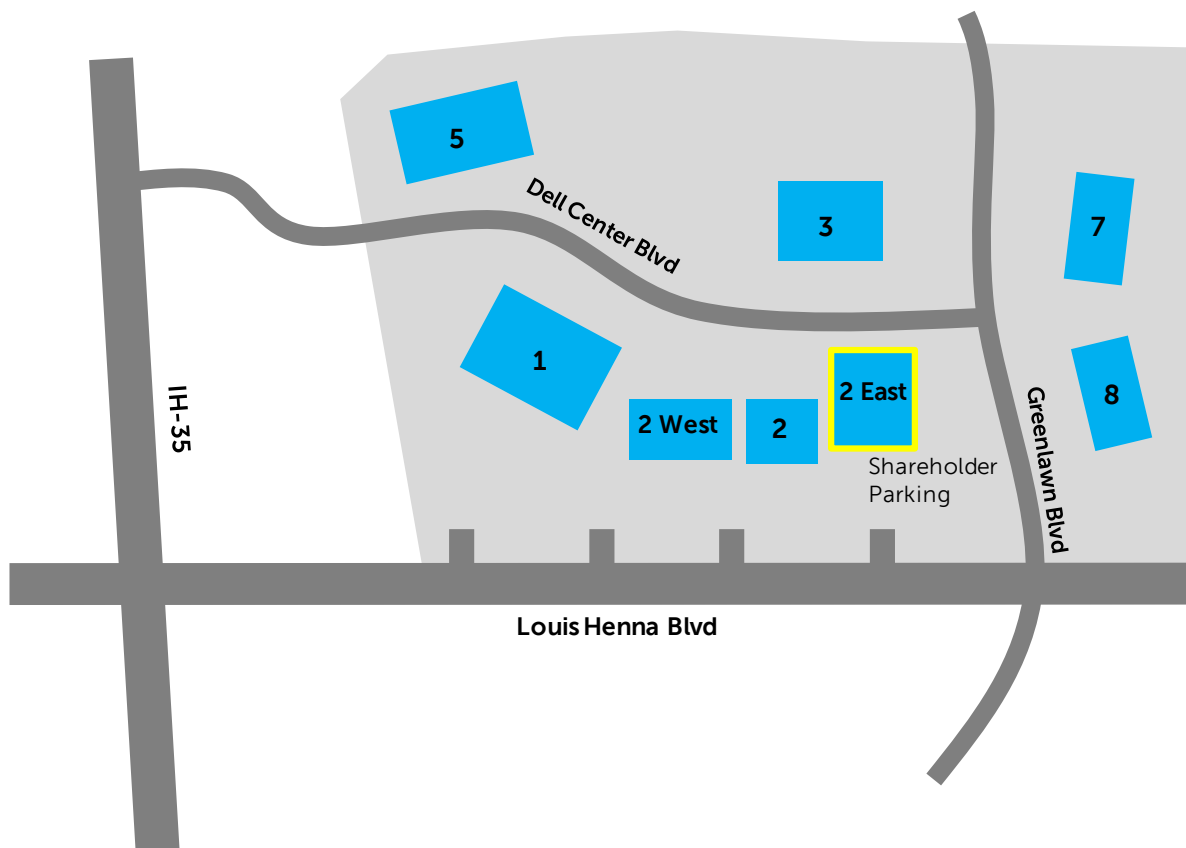 5
Dell Center Blvd
3
7
1
IH-35
2 West
2
2 East
8
Shareholder
Parking
Greenlawn Blvd
Louis Henna Blvd